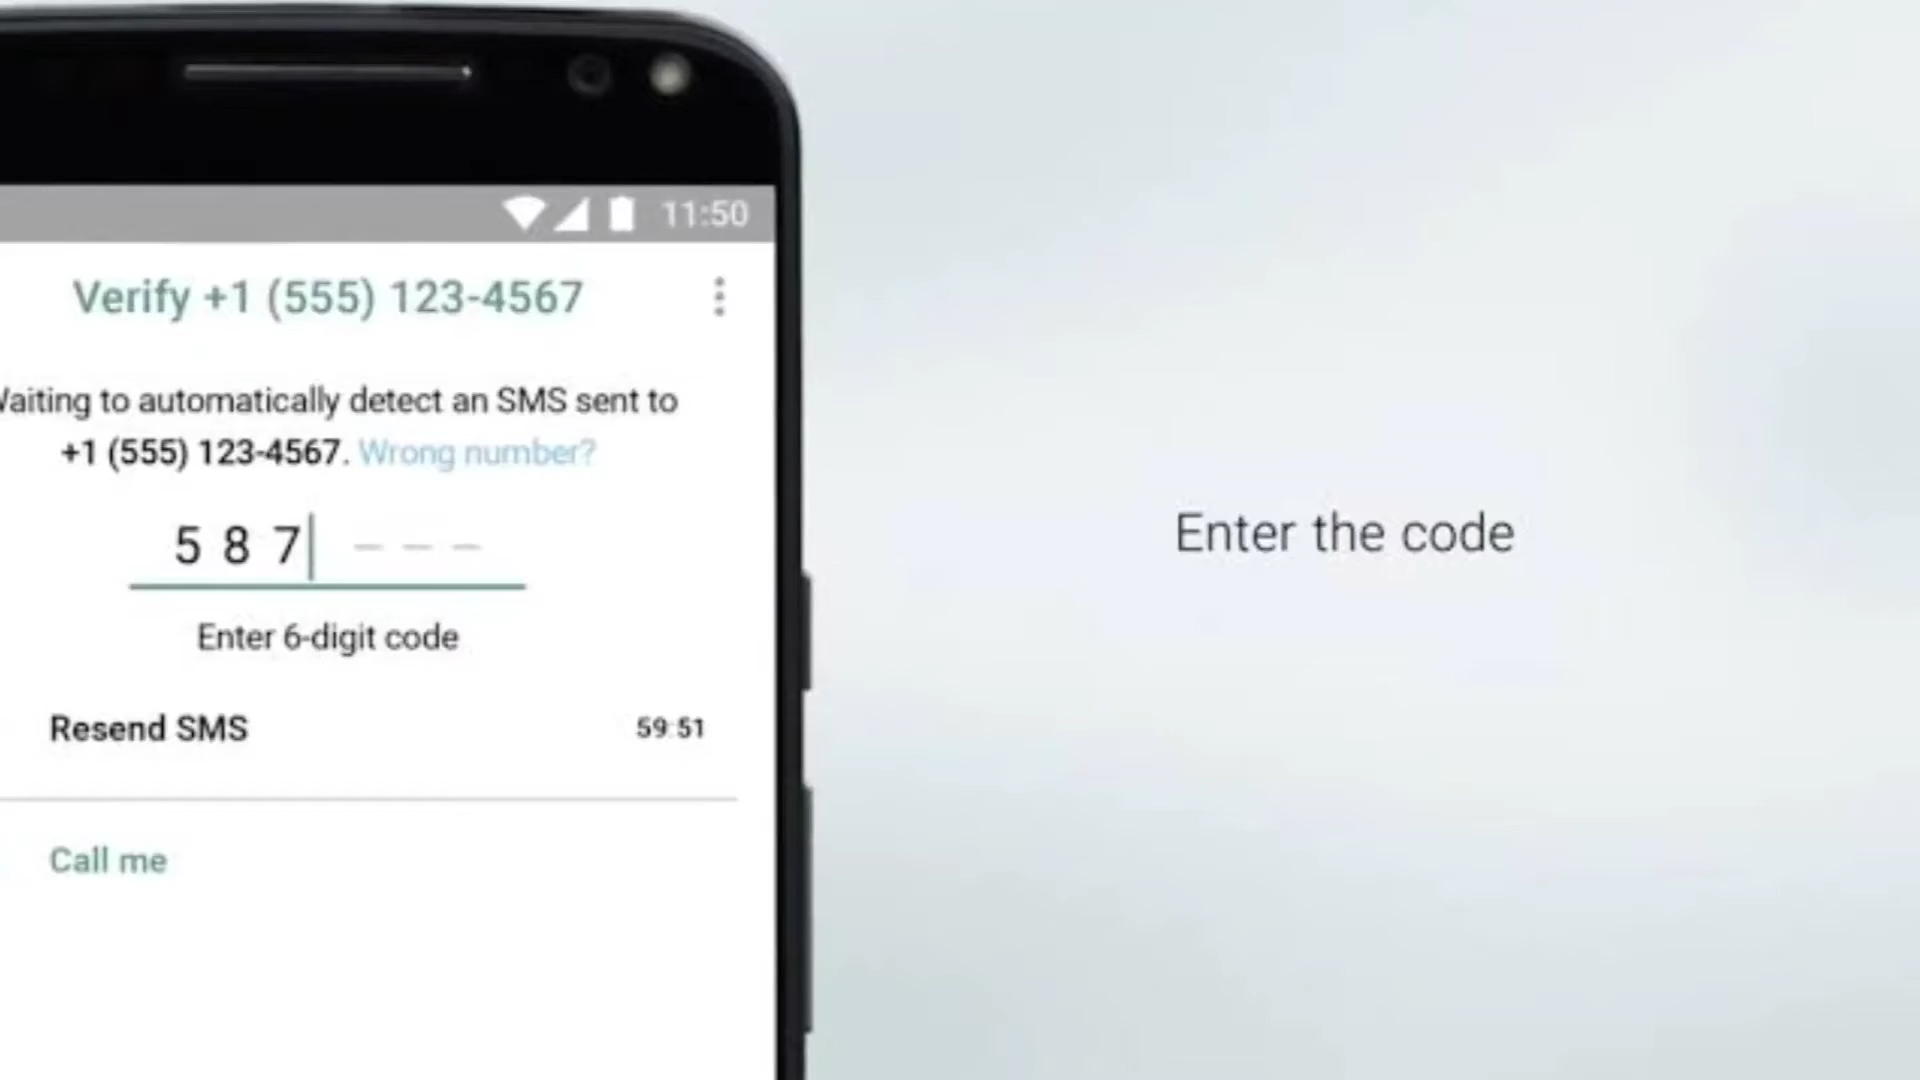 11:50
Verify +1 (555) 123-4567
to automatically detect an SMS sent to
+1 (555) 123-4567. Wrong number?
5 8 7 – – –
Enter 6-digit code
Resend SMS 59:51
Call me
Enter the code